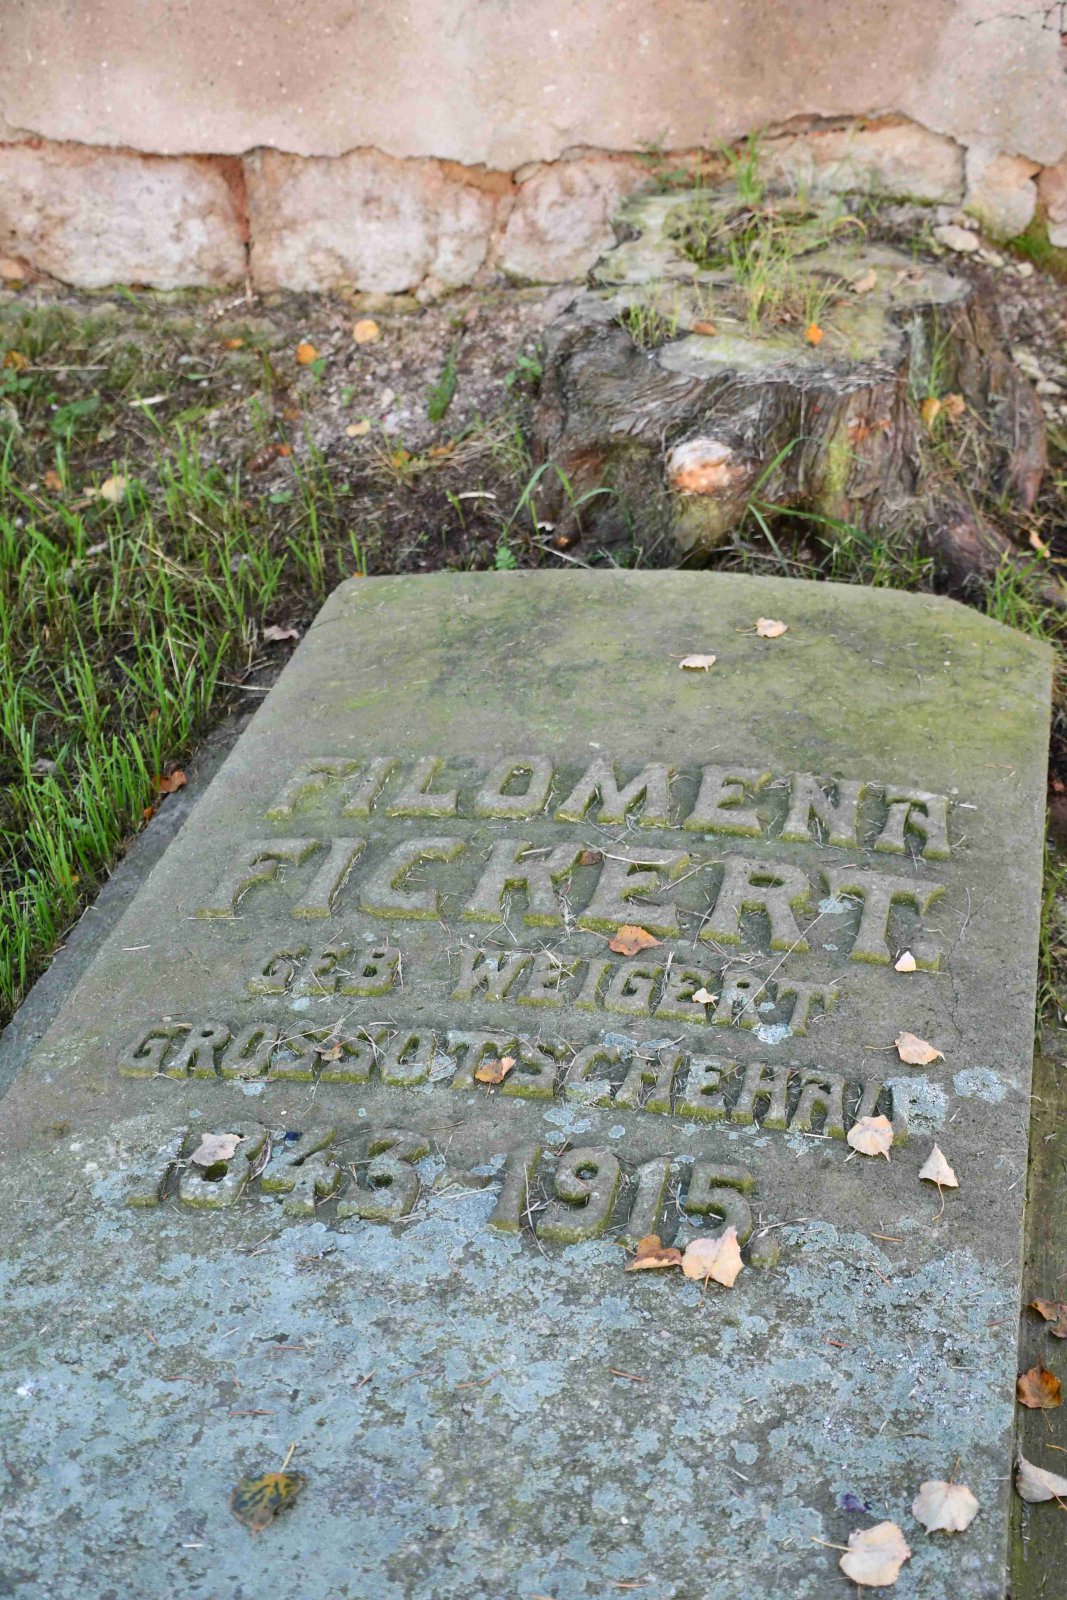 FILOMENA
FICKERT.
GEB WEIGERT
GROSSOTSCHEHAU
1843-1915.